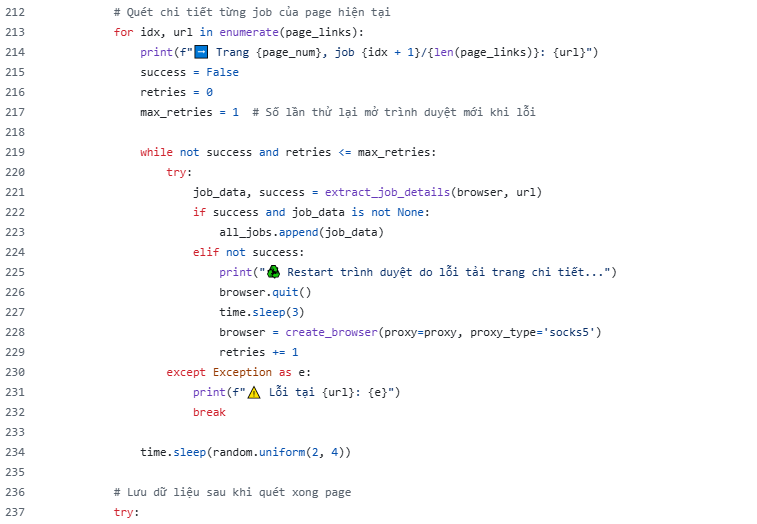 212 # Quét chi tiết từng job của page hiện tại
213 for idx, url in enumerate(page_links):
214 print(f"➡️ Trang {page_num}, job {idx + 1}/{len(page_links)}: {url}")
215 success = False
216 retries = 0
217 max_retries = 1  # Số lần thử lại mở trình duyệt mới khi lỗi
218
219 while not success and retries <= max_retries:
220 try:
221 job_data, success = extract_job_details(browser, url)
222 if success and job_data is not None:
223 all_jobs.append(job_data)
224 elif not success:
225 print("♻️ Restart trình duyệt do lỗi tải trang chi tiết...")
226 browser.quit()
227 time.sleep(3)
228 browser = create_browser(proxy=proxy, proxy_type='socks5')
229 retries += 1
230 except Exception as e:
231 print(f"⚠️ Lỗi tại {url}: {e}")
232 break
233
234 time.sleep(random.uniform(2, 4))
235
236 # Lưu dữ liệu sau khi quét xong page
237 try: